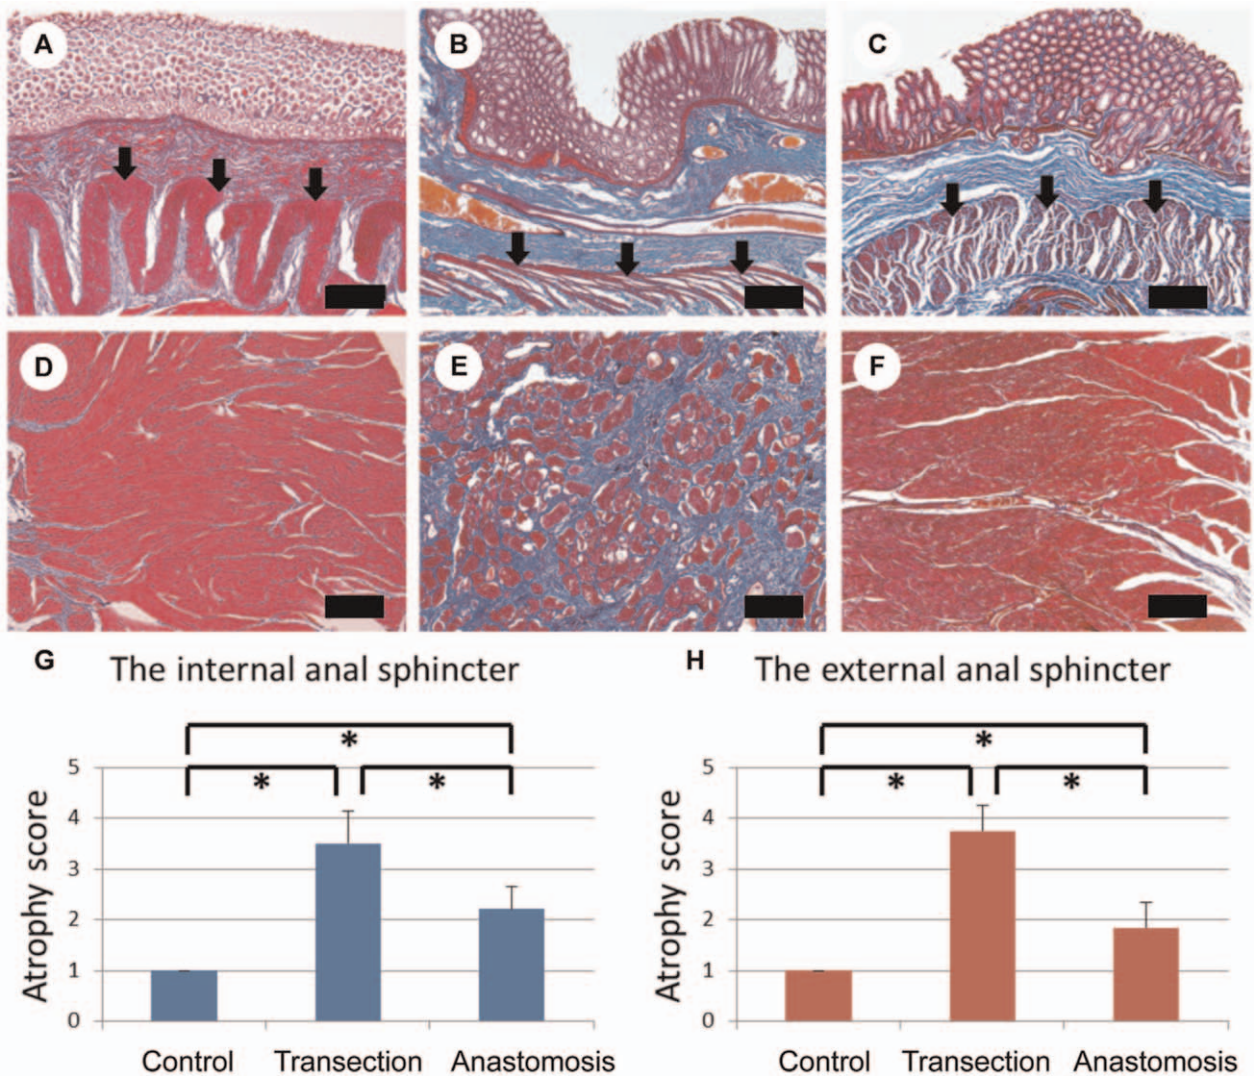 A B C
D E F
G The internal anal sphincter
H The external anal sphincter
*
* *
5
4
3
2
1
0
Atrophy score
Control Transection Anastomosis
*
* *
5
4
3
2
1
0
Atrophy score
Control Transection Anastomosis